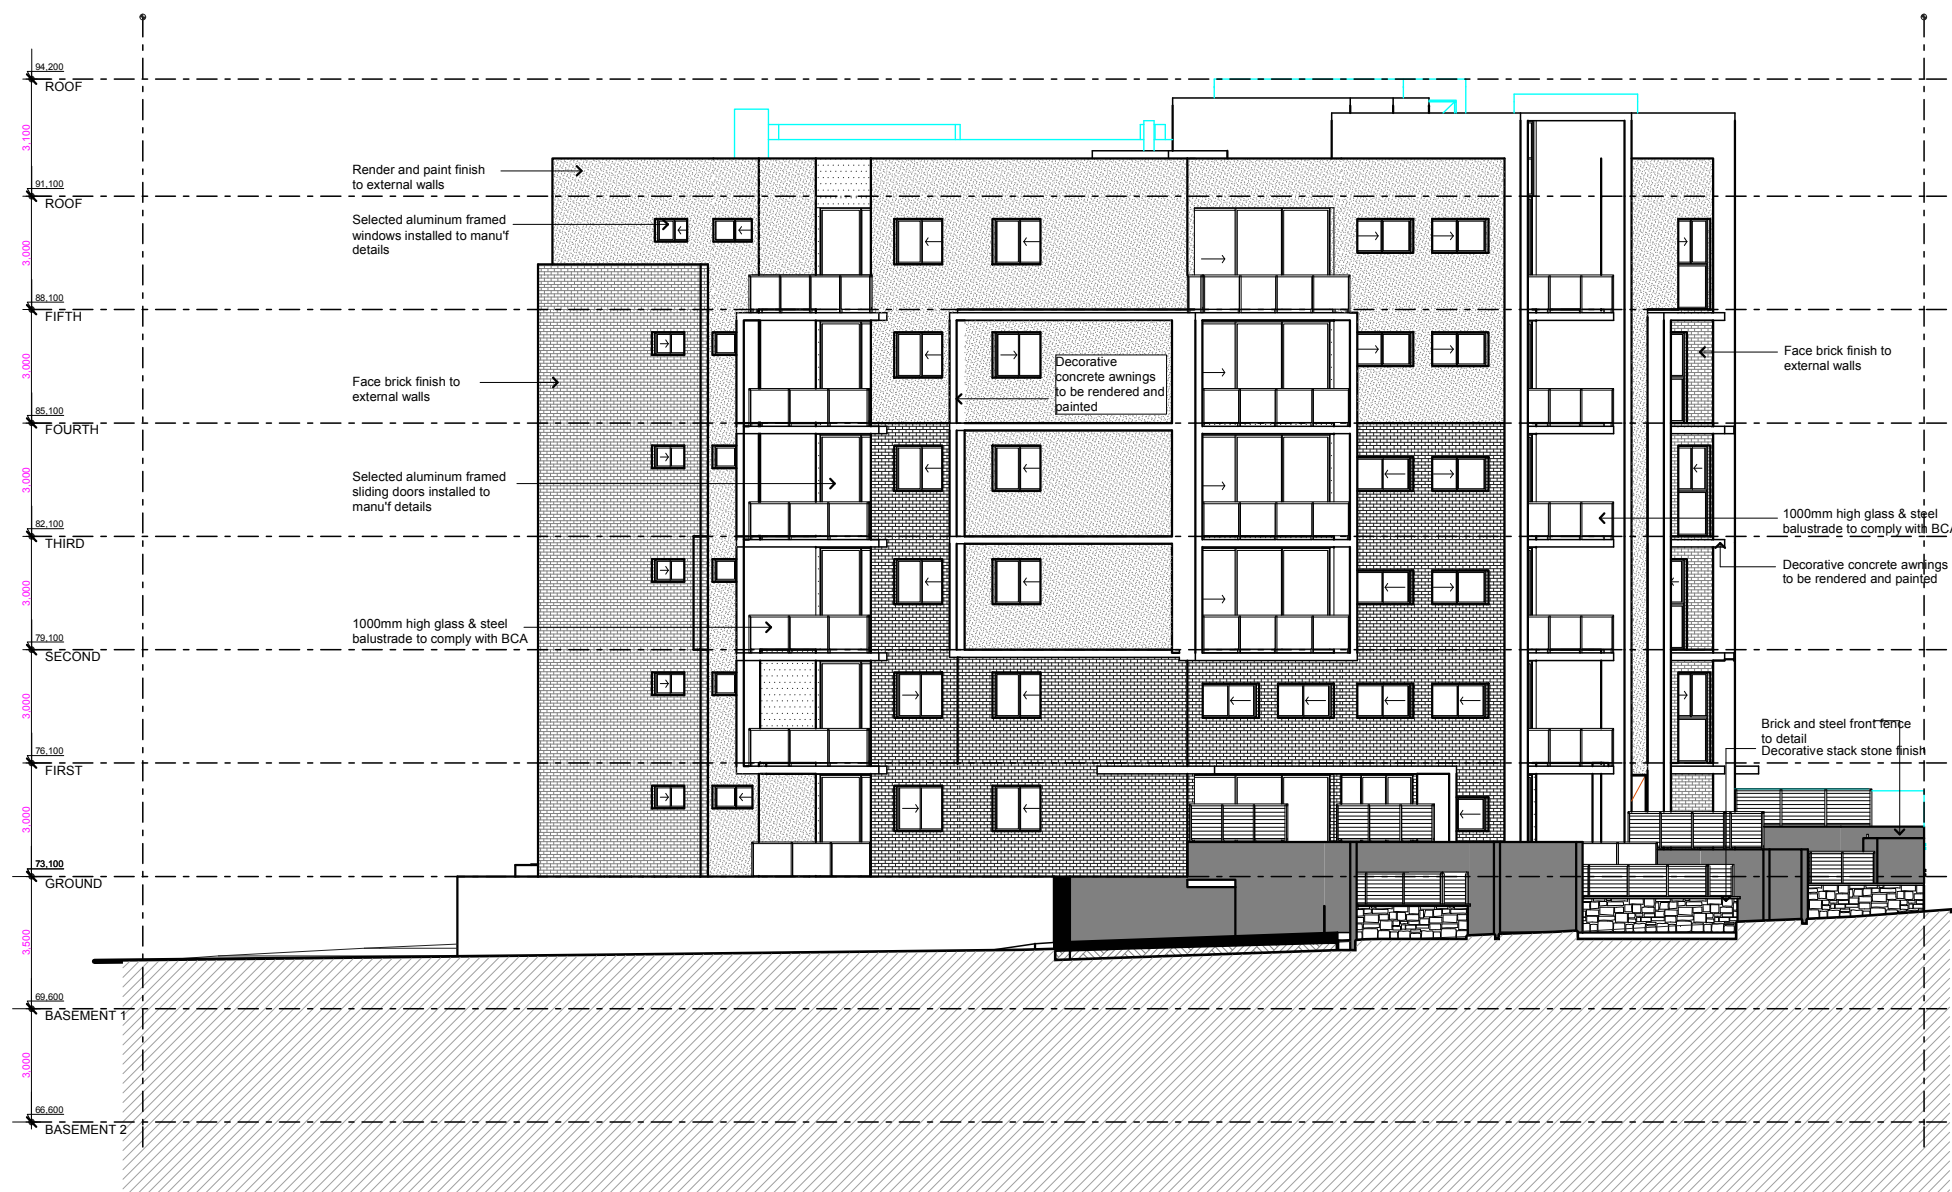 94,200
ROOF
3,100
91,100
ROOF
3,000
88,100
FIFTH
3,000
85,100
FOURTH
3,000
82,100
THIRD
3,000
79,100
SECOND
3,000
76,100
FIRST
3,000
73,100
GROUND
3,500
69,600
BASEMENT 1
3,000
66,600
BASEMENT 2
Render and paint finish
to external walls
Selected aluminum framed
windows installed to manu'f
details
Face brick finish to
external walls
Selected aluminum framed
sliding doors installed to
manu'f details
1000mm high glass & steel
balustrade to comply with BCA
Decorative
concrete awnings
to be rendered and
painted
Face brick finish to
external walls
1000mm high glass & steel
balustrade to comply with BCA
Decorative concrete awnings
to be rendered and painted
Brick and steel front fence
to detail
Decorative stack stone finish